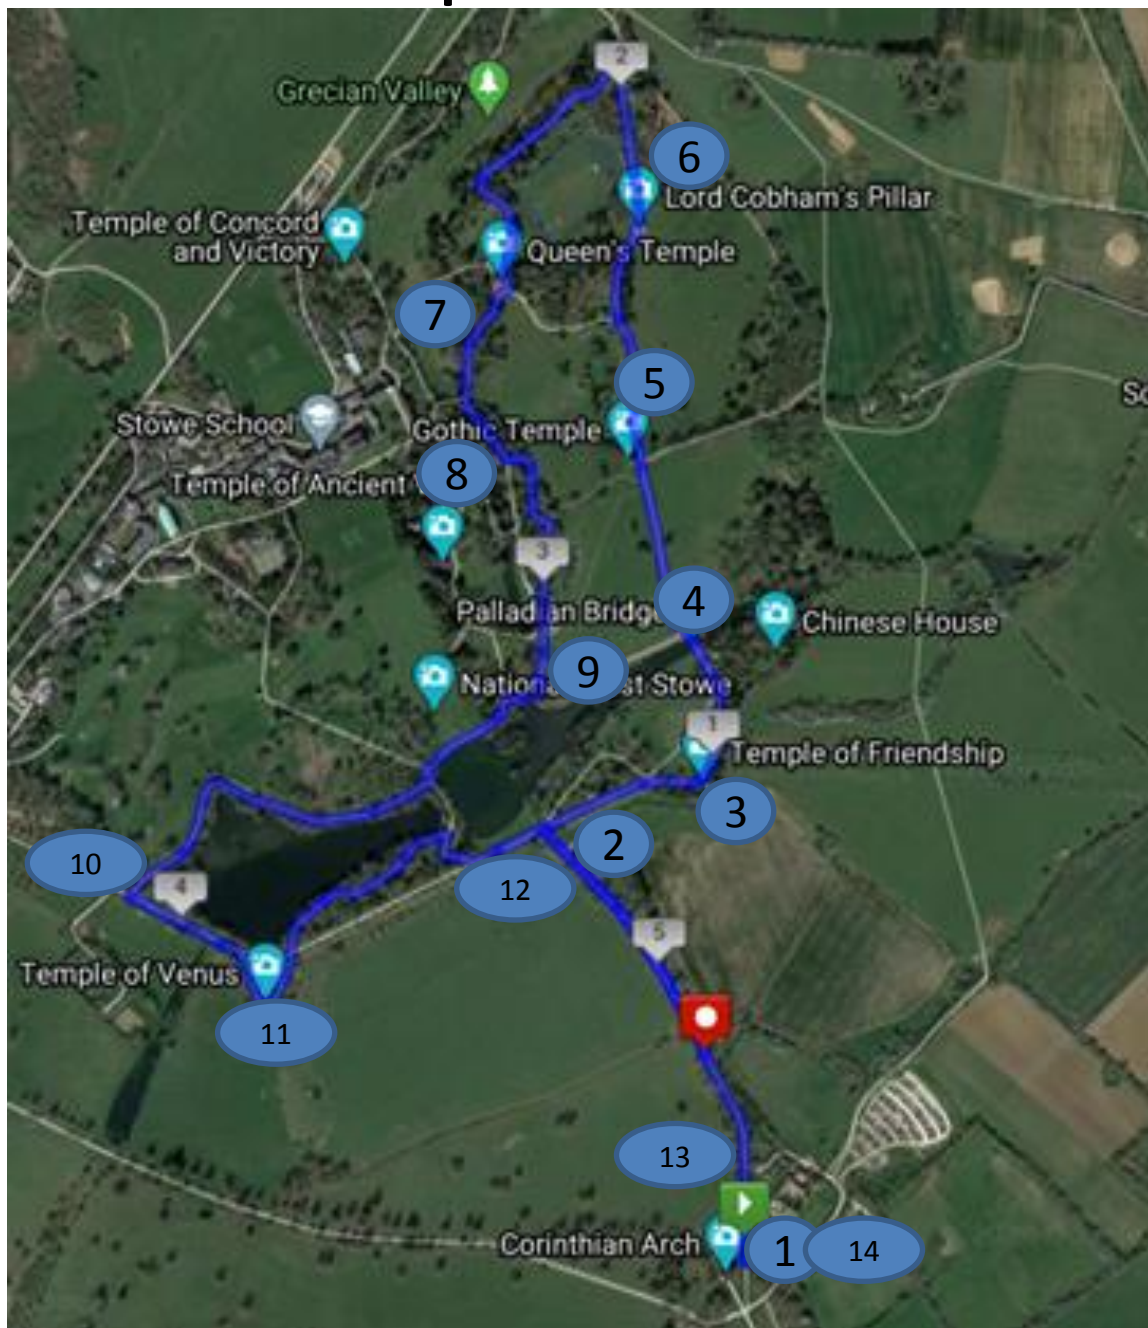 2
Grecian Valley
6
Lord Cobham's Pillar
Temple of Concord
and Victory
Queen's Temple
7
5
Stowe School
Gothic Temple
8
Temple of Ancient
3
4
Palladian Bridge
Chinese House
9
National st Stowe
1
Temple of Friendship
3
2
10
4
12
5
Temple of Venus
11
13
Corinthian Arch
1
14